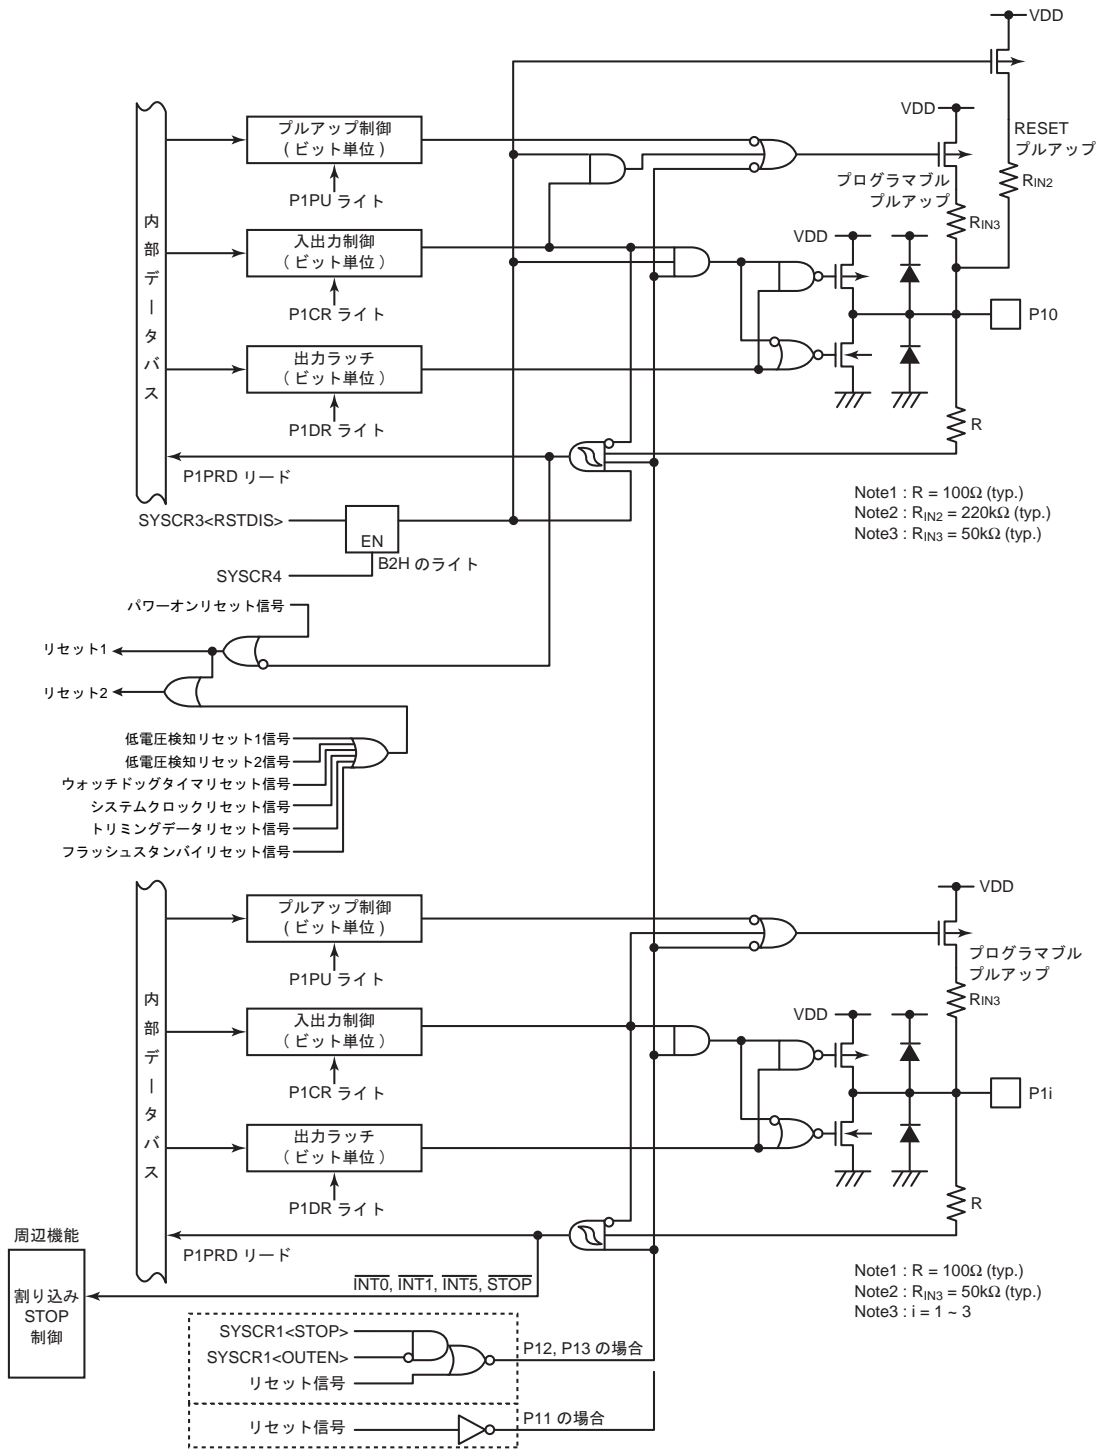 VDD
VDD
RESET
プルアップ
RIN2
プルアップ制御
( ビット単位 )
P1PU ライト
プログラマブル
プルアップ
RIN3
内部データバス
入出力制御
( ビット単位 )
P1CR ライト
VDD
P10
出力ラッチ
( ビット単位 )
P1DR ライト
R
P1PRD リード
Note1 : R = 100Ω (typ.)
Note2 : RIN2 = 220kΩ (typ.)
Note3 : RIN3 = 50kΩ (typ.)
SYSCR3<RSTDIS>
EN
B2H のライト
SYSCR4
パワーオンリセット信号
リセット1
リセット2
低電圧検知リセット1信号
低電圧検知リセット2信号
ウォッチドッグタイマリセット信号
システムクロックリセット信号
トリミングデータリセット信号
フラッシュスタンバイリセット信号
VDD
プルアップ制御
( ビット単位 )
P1PU ライト
プログラマブル
プルアップ
RIN3
内部データバス
入出力制御
( ビット単位 )
P1CR ライト
VDD
P1i
出力ラッチ
( ビット単位 )
P1DR ライト
R
周辺機能
P1PRD リード
INT0, INT1, INT5, STOP
割り込み
STOP
制御
Note1 : R = 100Ω (typ.)
Note2 : RIN3 = 50kΩ (typ.)
Note3 : i = 1 ~ 3
SYSCR1<STOP>
SYSCR1<OUTEN>
リセット信号
P12, P13 の場合
リセット信号
P11 の場合